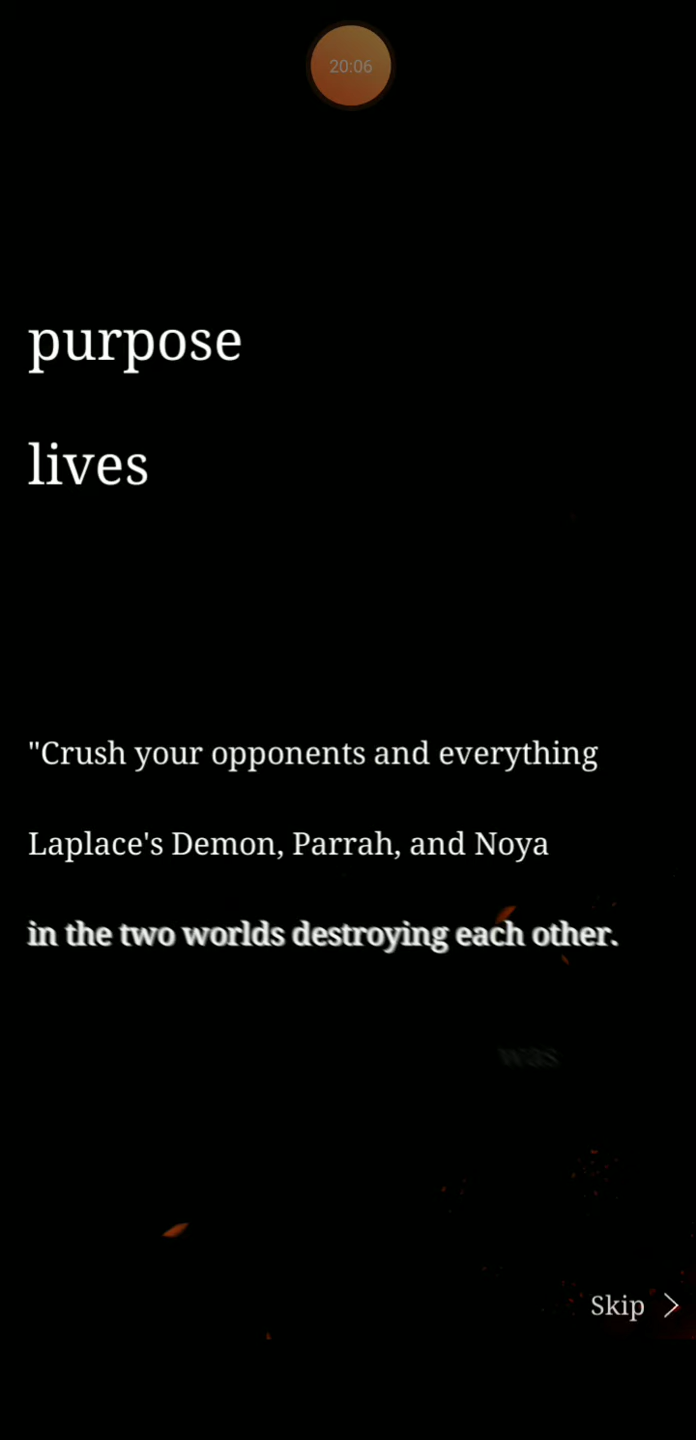 20:06
purpose
lives
"Crush your opponents and everything
Laplace's Demon, Parrah, and Noya
in the two worlds destroying each other.
was
Skip